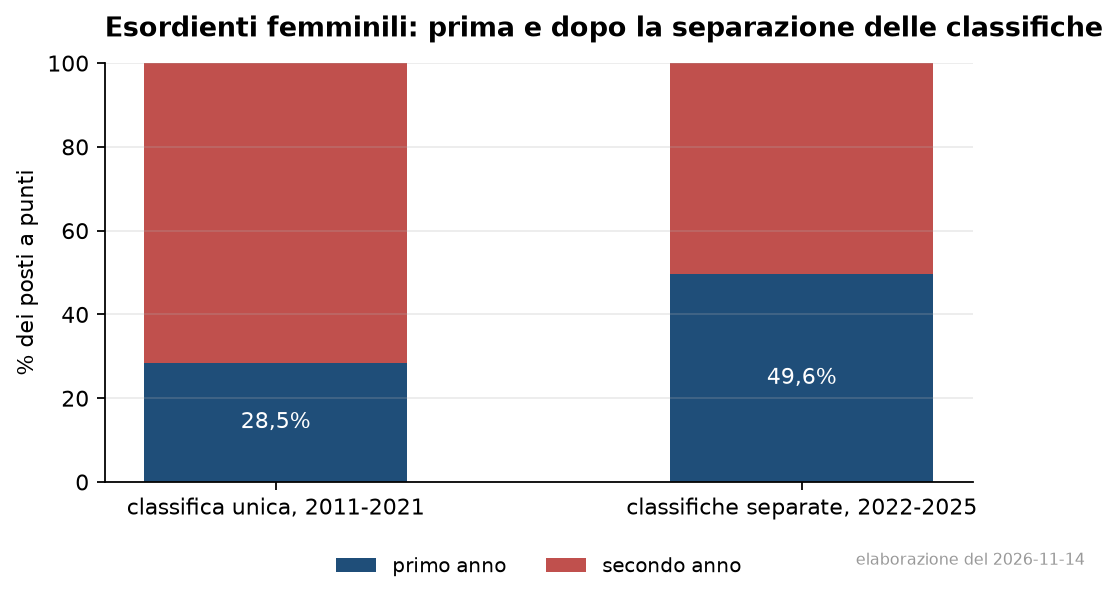 Esordienti femminili: prima e dopo la separazione delle classifiche
% dei posti a punti
100
80
60
40
20
0
28,5%
49,6%
classifica unica, 2011-2021
classifiche separate, 2022-2025
primo anno
secondo anno
elaborazione del 2026-11-14